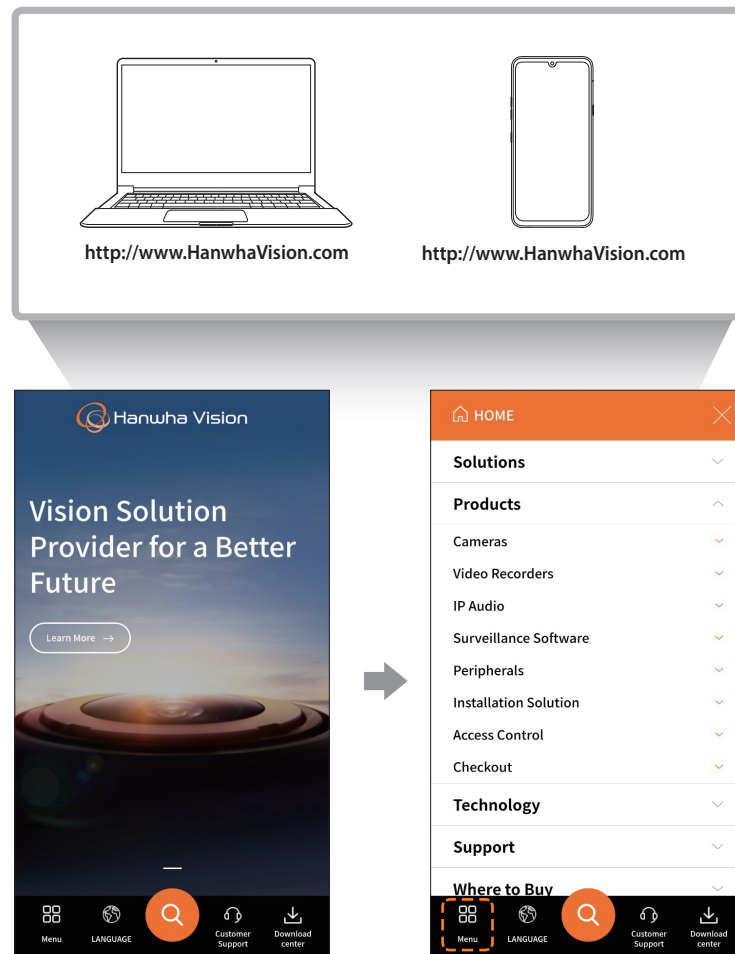 http://www.HanwhaVision.com
http://www.HanwhaVision.com
Hanwha Vision
Vision Solution
Provider for a Better
Future
Learn More →
Menu
LANGUAGE
Customer
Support
Download
center
HOME
Solutions
Products
Cameras
Video Recorders
IP Audio
Surveillance Software
Peripherals
Installation Solution
Access Control
Checkout
Technology
Support
Where to Buy
Menu
LANGUAGE
Customer
Support
Download
center